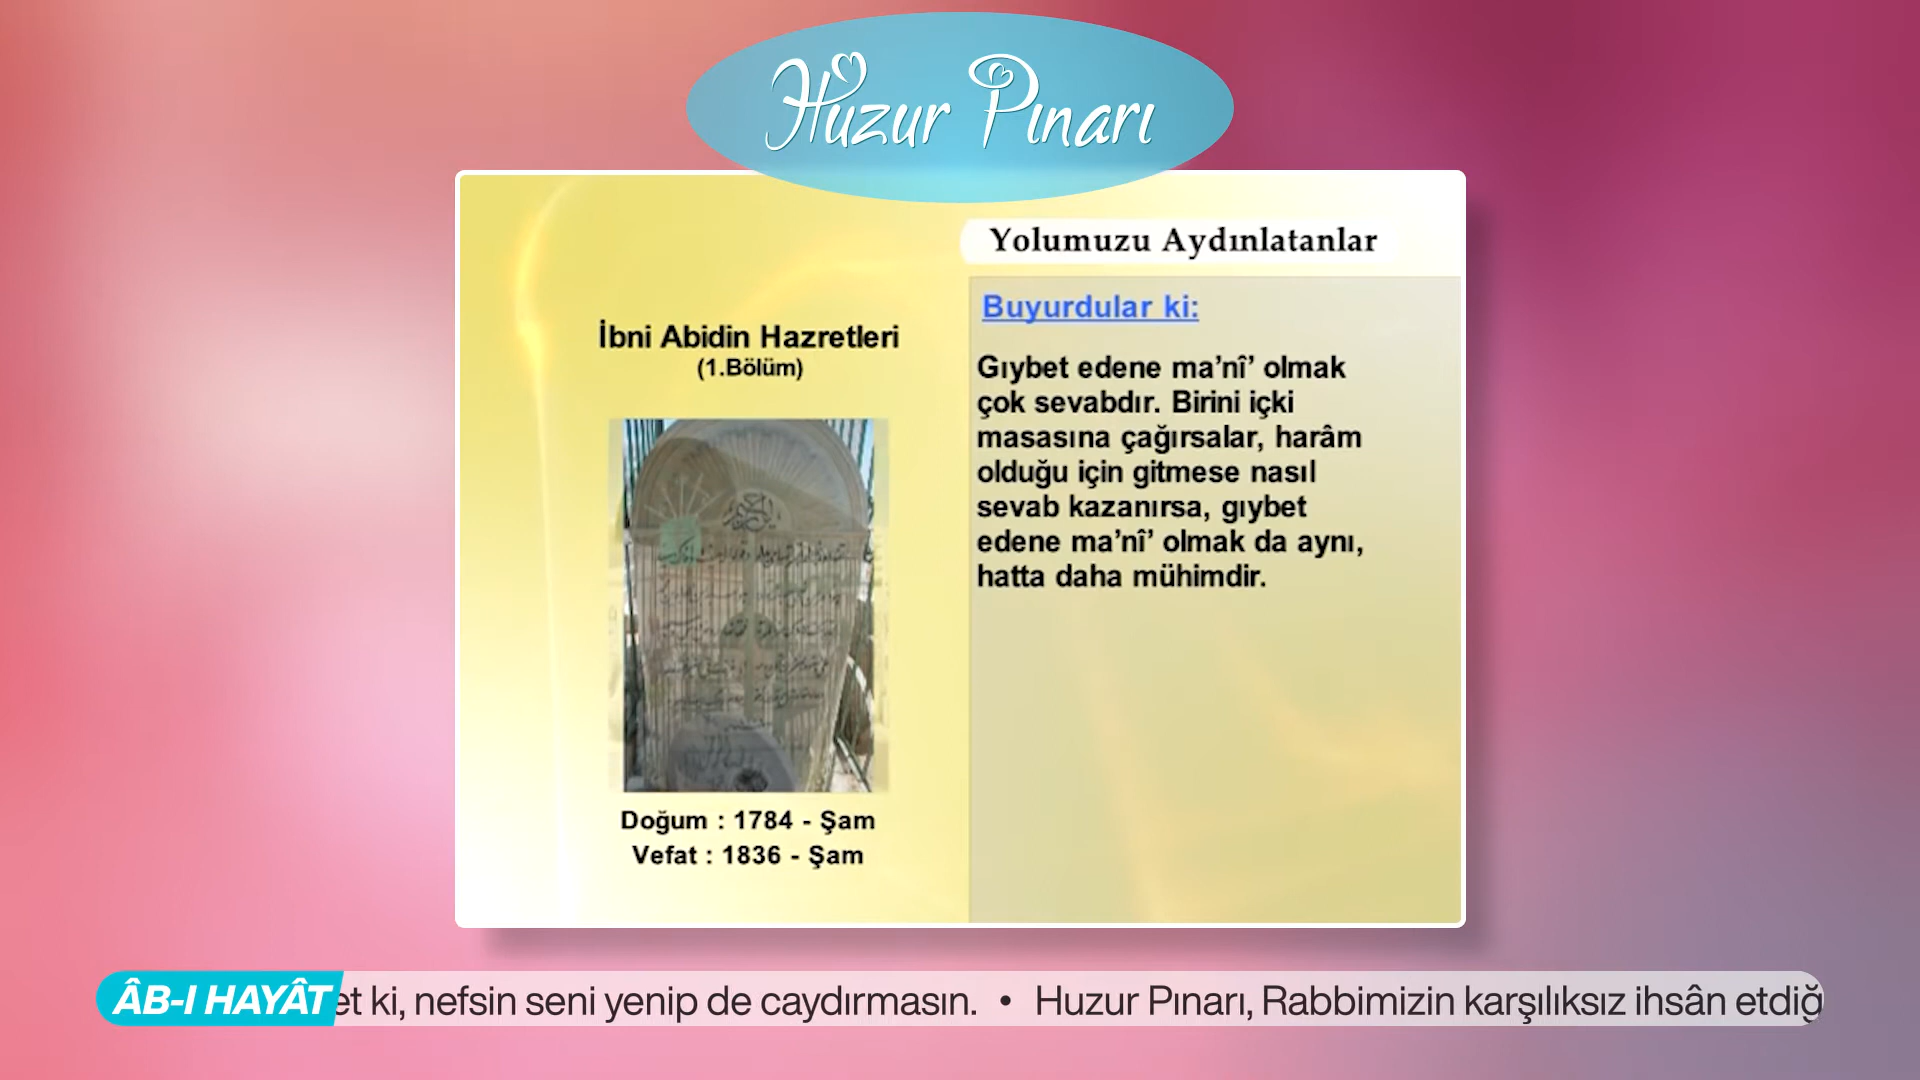 Huzur Pınarı
Yolumuzu Aydınlatanlar
İbni Abidin Hazretleri
(1.Bölüm)
Doğum : 1784 - Şam
Vefat : 1836 - Şam
Buyurdular ki:
Gıybet edene ma’nî’ olmak
çok sevabdır. Birini içki
masasına çağırsalar, harâm
olduğu için gitmese nasıl
sevab kazanırsa, gıybet
edene ma’nî’ olmak da aynı,
hatta daha mühimdir.
ÂB-I HAYÂT
et ki, nefsin seni yenip de caydırmasın. • Huzur Pınarı, Rabbimizin karşılıksız ihsân etdiğ